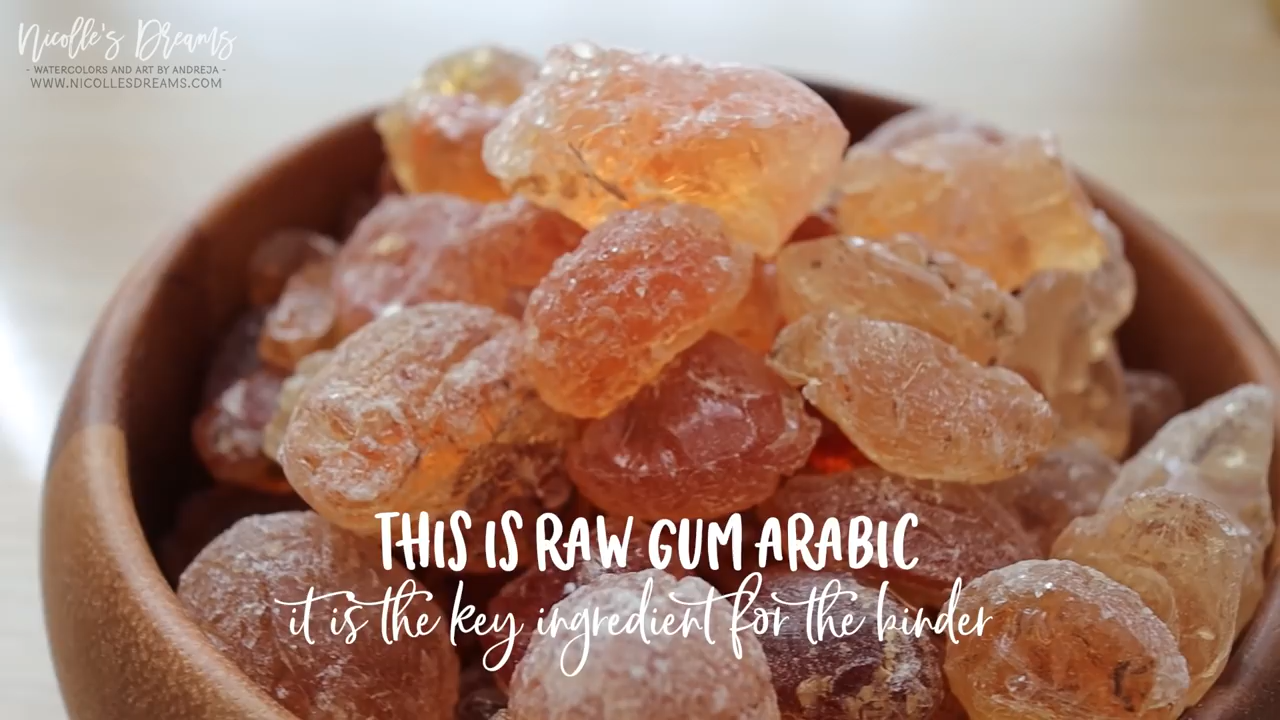 Nicolle's Dreams
- WATERCOLORS AND ART BY ANDREJA -
WWW.NICOLLESDREAMS.COM
THIS IS RAW GUM ARABIC
it is the key ingredient for the binder